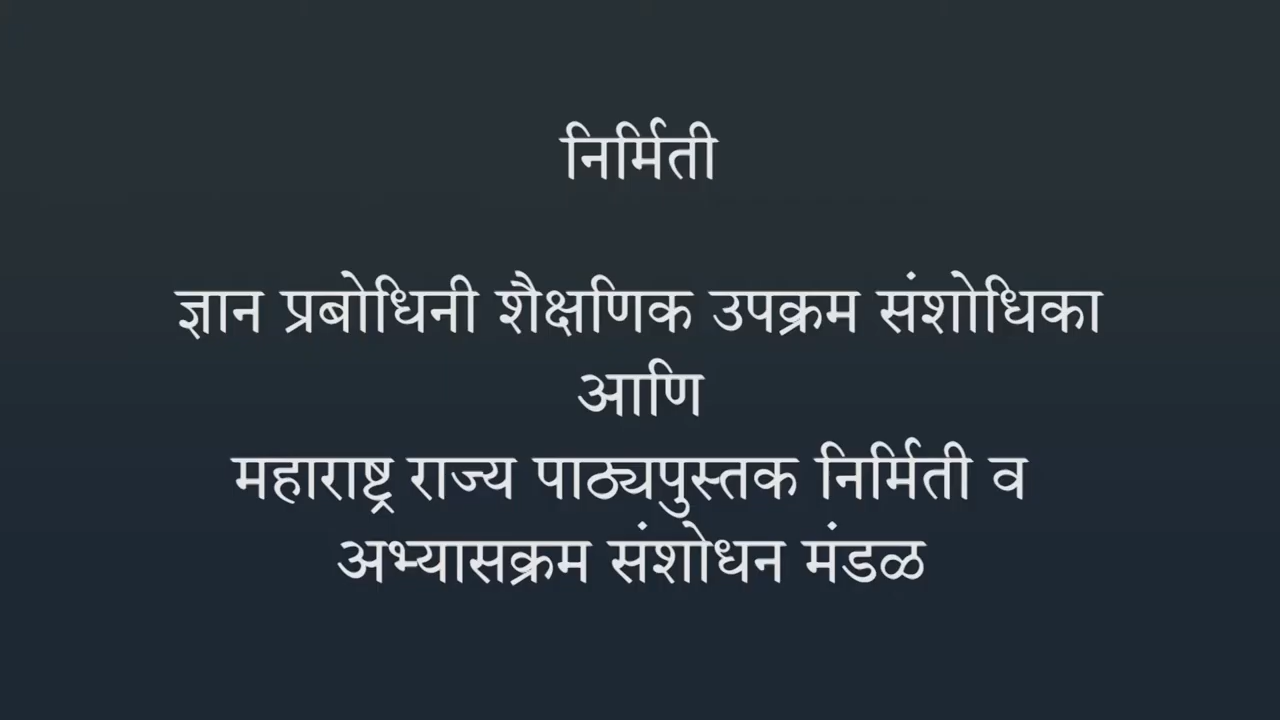 निर्मिती
ज्ञान प्रबोधिनी शैक्षणिक उपक्रम संशोधिका
आणि
महाराष्ट्र राज्य पाठ्यपुस्तक निर्मिती व
अभ्यासक्रम संशोधन मंडळ